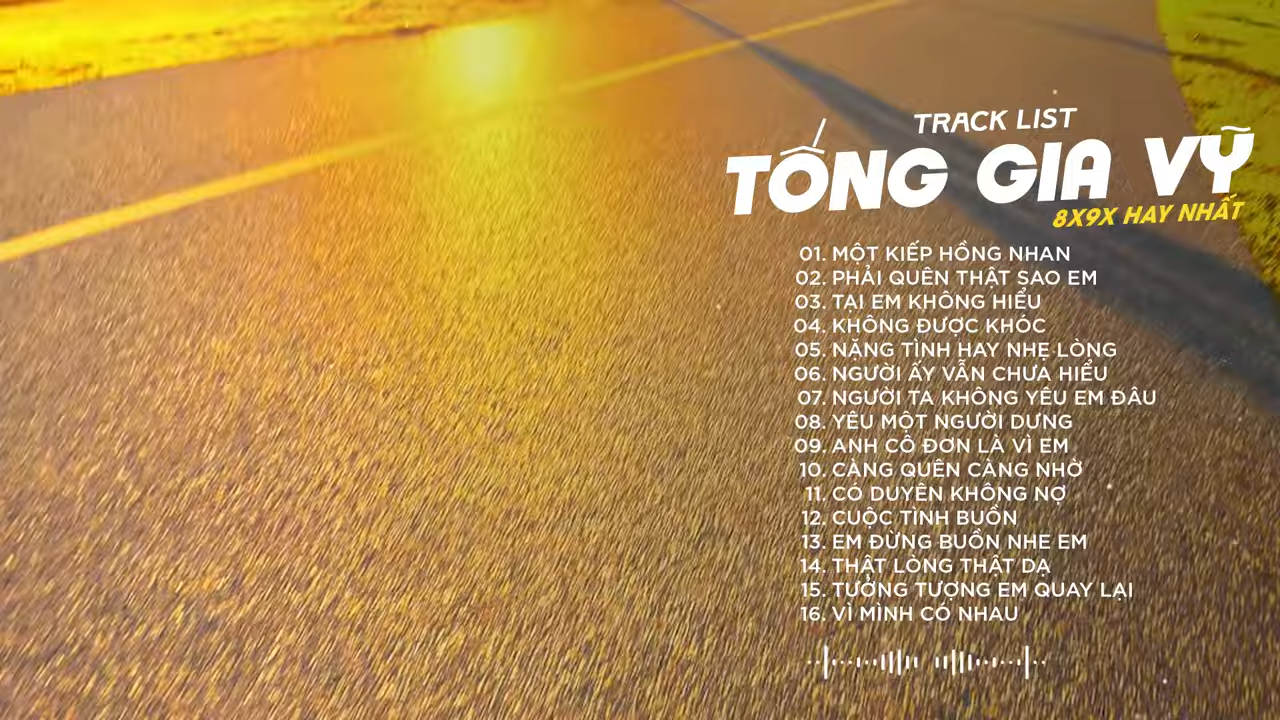 TRACK LIST
TỐNG GIA VỸ
8X9X HAY NHẤT
01. MỘT KIẾP HỒNG NHAN
02. PHẢI QUÊN THẬT SAO EM
03. TẠI EM KHÔNG HIỂU
04. KHÔNG ĐƯỢC KHÓC
05. NẶNG TÌNH HAY NHẸ LÒNG
06. NGƯỜI ẤY VẪN CHƯA HIỂU
07. NGƯỜI TA KHÔNG YÊU EM ĐÂU
08. YÊU MỘT NGƯỜI DƯNG
09. ANH CÔ ĐƠN LÀ VÌ EM
10. CÀNG QUÊN CÀNG NHỚ
11. CÓ DUYÊN KHÔNG NỢ
12. CUỘC TÌNH BUỒN
13. EM ĐỪNG BUỒN NHE EM
14. THẬT LÒNG THẬT DẠ
15. TƯỞNG TƯỢNG EM QUAY LẠI
16. VÌ MÌNH CÓ NHAU